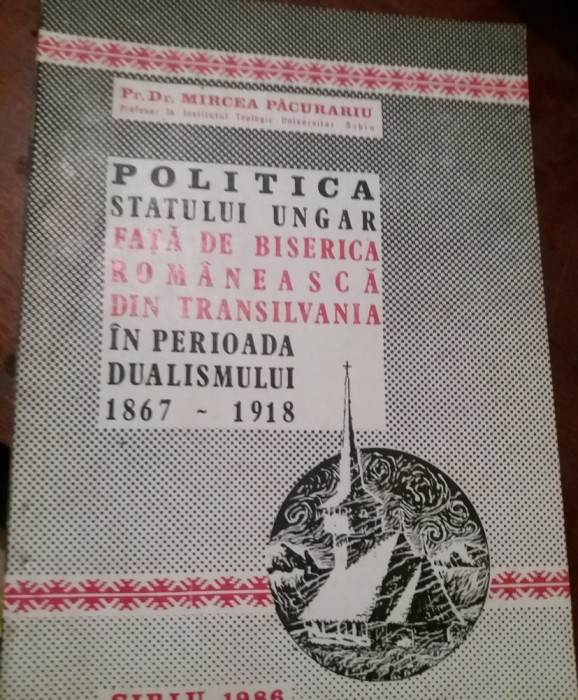 Pr. Dr. MIRCEA PĂCURARIU
Profesor la Institutul Teologic Universitar Sibiu
POLITICA
STATULUI UNGAR
FAȚĂ DE BISERICA
ROMÂNEASCĂ
DIN TRANSILVANIA
ÎN PERIOADA
DUALISMULUI
1867 - 1918
SIBIU 1986